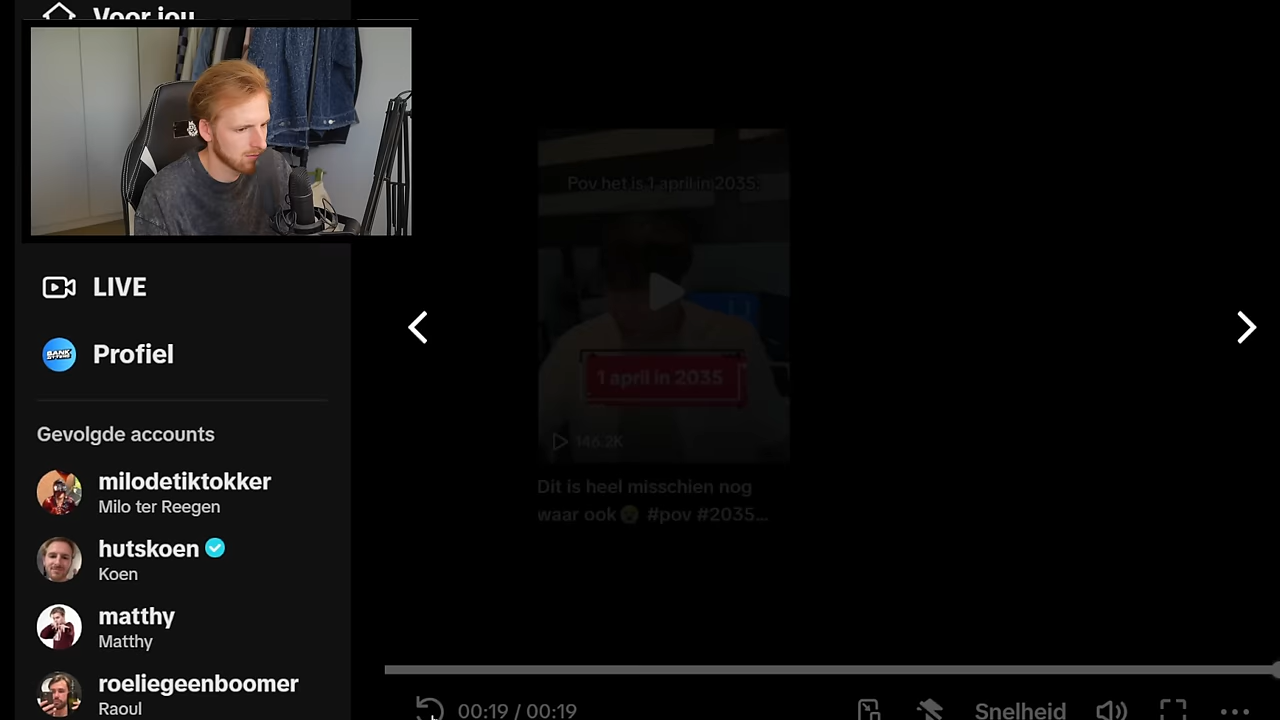 Voor jou
LIVE
BANK
Profiel
Gevolgde accounts
milodetiktokker
Milo ter Reegen
hutskoen
Koen
matthy
Matthy
roeliegeenboomer
Raoul
Pov het is 1 april in 2035:
1 april in 2035
146.2K
Dit is heel misschien nog
waar ook #pov #2035...
00:19 / 00:19
Snelheid